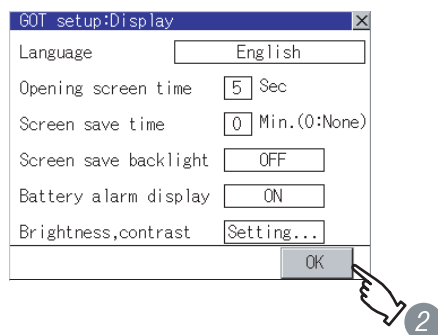 GOT setup:Display
Language English
Opening screen time 5 Sec
Screen save time 0 Min.(0:None)
Screen save backlight OFF
Battery alarm display ON
Brightness,contrast Setting...
OK
2